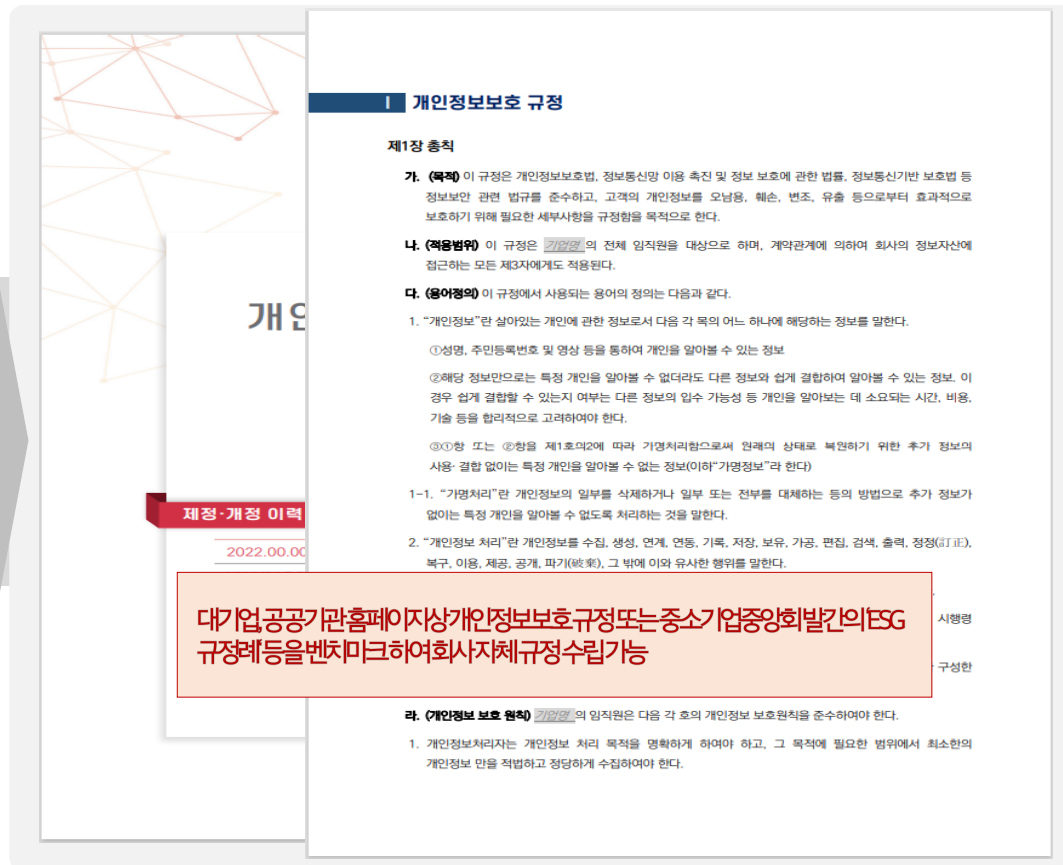 I 개인정보보호 규정
제1장 총칙
가. (목적) 이 규정은 개인정보보호법, 정보통신망 이용 촉진 및 정보 보호에 관한 법률, 정보통신기반 보호법 등
정보보안 관련 법규를 준수하고, 고객의 개인정보를 오남용, 훼손, 변조, 유출 등으로부터 효과적으로
보호하기 위해 필요한 세부사항을 규정함을 목적으로 한다.
나. (적용범위) 이 규정은 기업명 의 전체 임직원을 대상으로 하며, 계약관계에 의하여 회사의 정보자산에
접근하는 모든 제3자에게도 적용된다.
다. (용어정의) 이 규정에서 사용되는 용어의 정의는 다음과 같다.
1. “개인정보”란 살아있는 개인에 관한 정보로서 다음 각 목의 어느 하나에 해당하는 정보를 말한다.
①성명, 주민등록번호 및 영상 등을 통하여 개인을 알아볼 수 있는 정보
②해당 정보만으로는 특정 개인을 알아볼 수 없더라도 다른 정보와 쉽게 결합하여 알아볼 수 있는 정보. 이
경우 쉽게 결합할 수 있는지 여부는 다른 정보의 입수 가능성 등 개인을 알아보는 데 소요되는 시간, 비용,
기술 등을 합리적으로 고려하여야 한다.
③①항 또는 ②항을 제1호의2에 따라 가명처리함으로써 원래의 상태로 복원하기 위한 추가 정보의
사용· 결합 없이는 특정 개인을 알아볼 수 없는 정보(이하“가명정보”라 한다)
1-1. “가명처리”란 개인정보의 일부를 삭제하거나 일부 또는 전부를 대체하는 등의 방법으로 추가 정보가
없이는 특정 개인을 알아볼 수 없도록 처리하는 것을 말한다.
2. “개인정보 처리”란 개인정보를 수집, 생성, 연계, 연동, 기록, 저장, 보유, 가공, 편집, 검색, 출력, 정정(訂正),
복구, 이용, 제공, 공개, 파기(破棄), 그 밖에 이와 유사한 행위를 말한다.
시행령
구성한
라. (개인정보 보호 원칙) 기업명 의 임직원은 다음 각 호의 개인정보 보호원칙을 준수하여야 한다.
1. 개인정보처리자는 개인정보 처리 목적을 명확하게 하여야 하고, 그 목적에 필요한 범위에서 최소한의
개인정보 만을 적법하고 정당하게 수집하여야 한다.
개인
제정·개정 이력
2022.00.00
대기업, 공공기관 홈페이지상 개인정보보호 규정 또는 중소기업중앙회 발간의 'ESG
규정례' 등을 벤치마크하여 회사 자체 규정 수립 가능